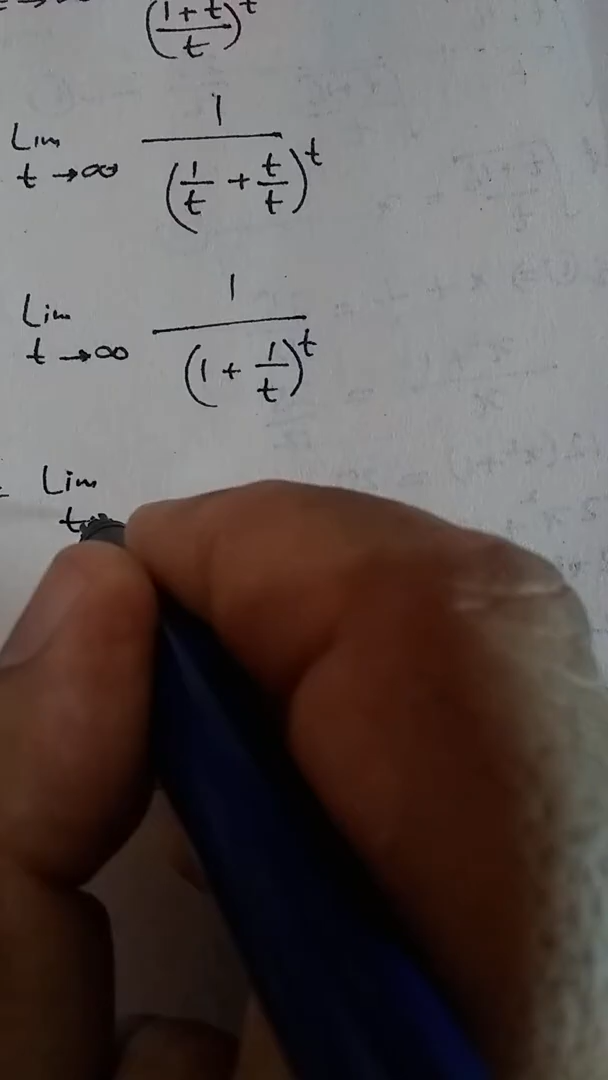 (1+t/t)^t
Lim t→∞ 1/(1/t + t/t)^t
Lim t→∞ 1/(1 + 1/t)^t
= Lim t